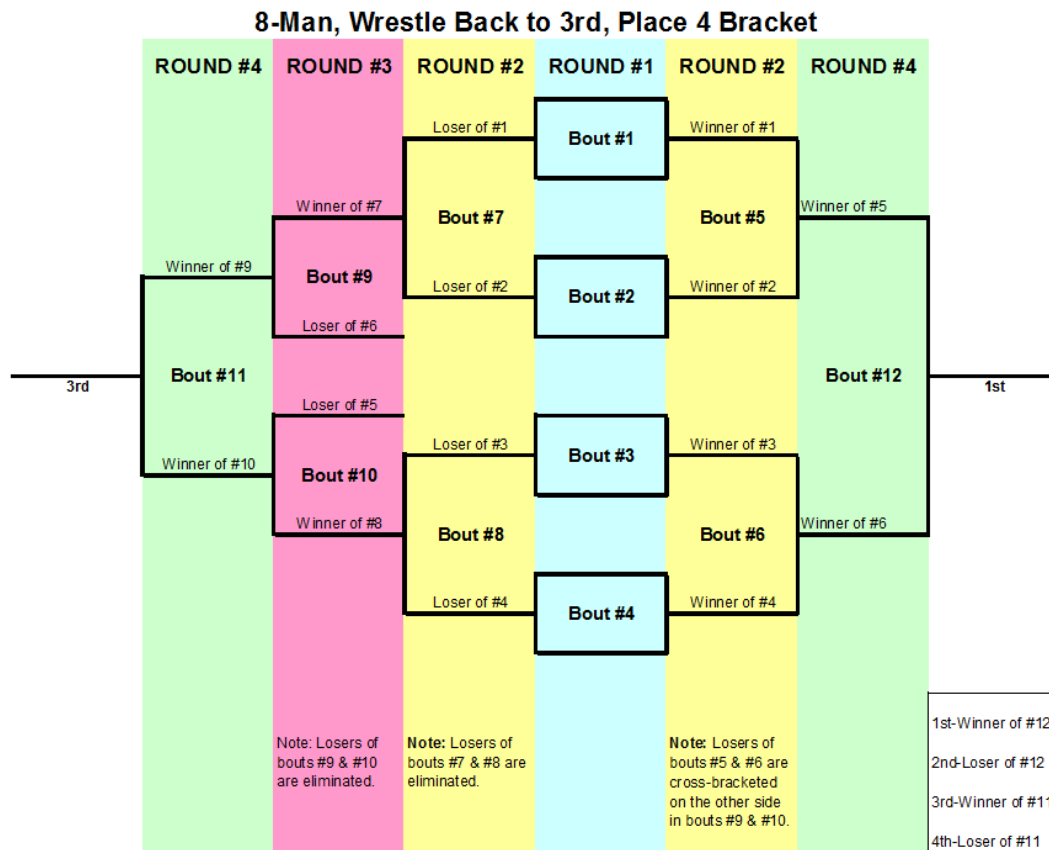 8-Man, Wrestle Back to 3rd, Place 4 Bracket
ROUND #4 ROUND #3 ROUND #2 ROUND #1 ROUND #2 ROUND #4
Loser of #1 Bout #1 Winner of #1
Winner of #7 Bout #7 Bout #5 Winner of #5
Winner of #9 Bout #9 Loser of #2 Bout #2 Winner of #2
Loser of #6
3rd Bout #11 Bout #12 1st
Loser of #5
Winner of #10 Bout #10 Loser of #3 Bout #3 Winner of #3
Winner of #8 Bout #8 Bout #6 Winner of #6
Loser of #4 Bout #4 Winner of #4
Note: Losers of
bouts #9 & #10
are eliminated.
Note: Losers of
bouts #7 & #8 are
eliminated.
Note: Losers of
bouts #5 & #6 are
cross-bracketed
on the other side
in bouts #9 & #10.
1st-Winner of #12
2nd-Loser of #12
3rd-Winner of #11
4th-Loser of #11